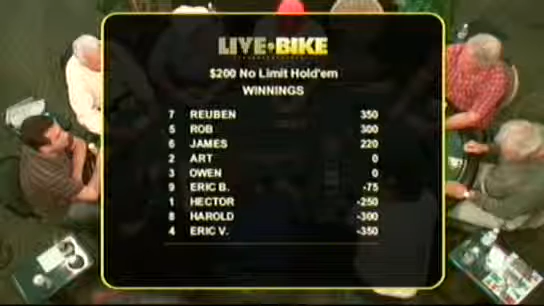 LIVE BIKE
$200 No Limit Hold'em
WINNINGS
7 REUBEN 350
5 ROB 300
6 JAMES 220
2 ART 0
3 OWEN 0
9 ERIC B. -75
1 HECTOR -250
8 HAROLD -300
4 ERIC V. -350